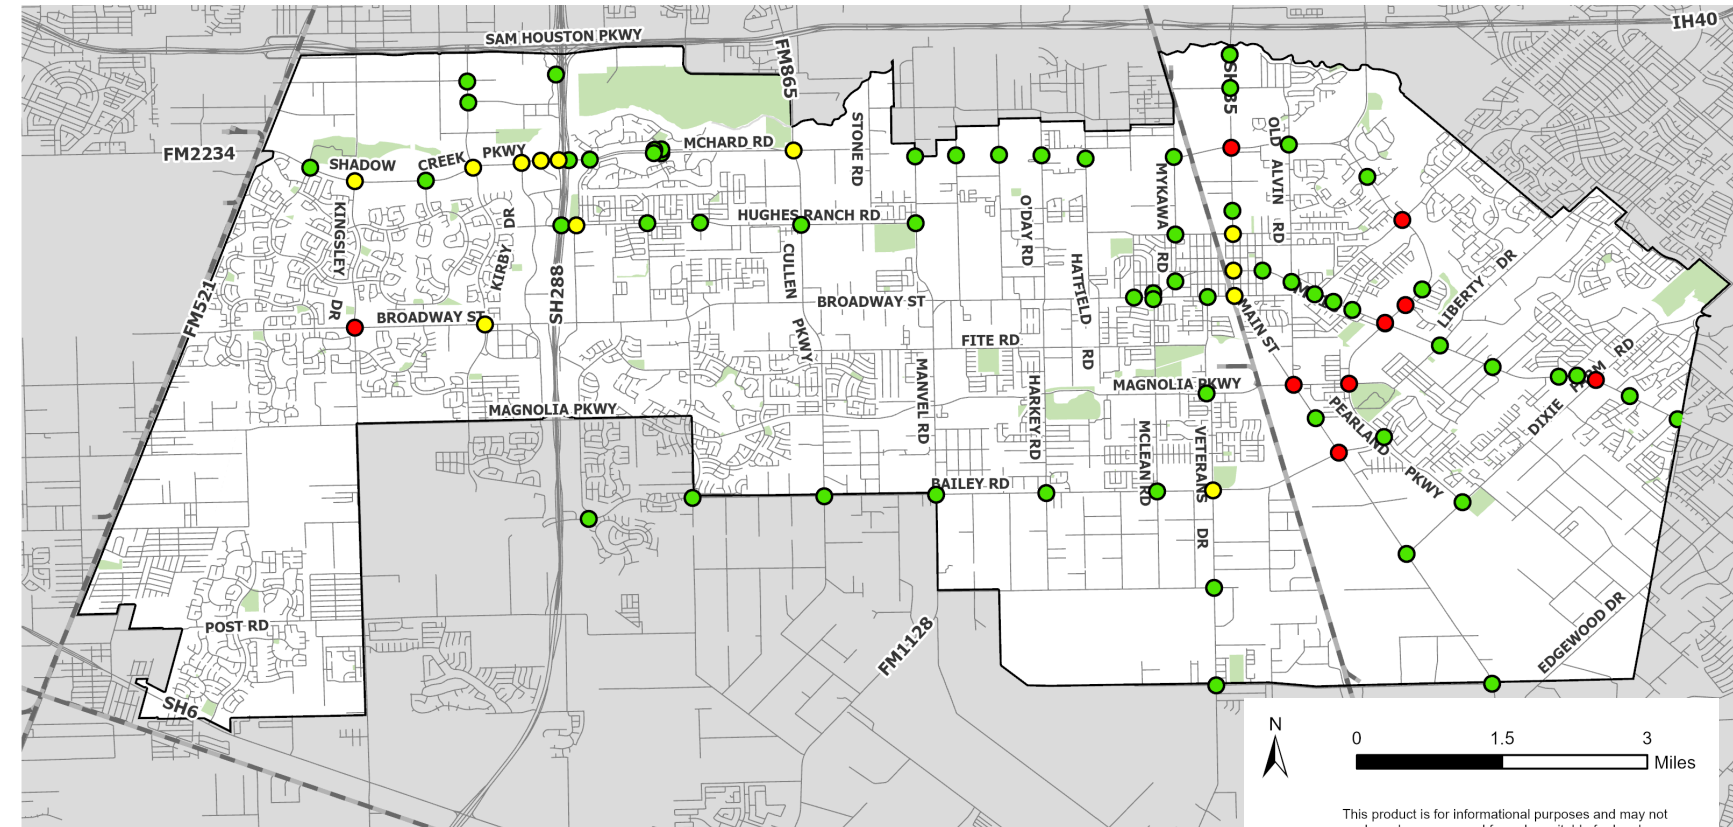 IH40
SAM HOUSTON PKWY
FM865
FM2234
SHADOW
CREEK
PKWY
MCHARD RD
STONE RD
OLD
ALVIN
RD
MYKAWA
RD
KINGSLEY
DR
KIRBY
DR
HUGHES RANCH RD
CULLEN
PKWY
O'DAY RD
HATFIELD
RD
SH288
FM521
BROADWAY ST
BROADWAY ST
FITE RD
MAIN ST
LIBERTY DR
MAGNOLIA PKWY
MAGNOLIA PKWY
MANVEL RD
HARKEY RD
MCLEAN RD
VETERANS
DR
PEARLAND
PKWY
DIXIE
RD
BAILEY RD
POST RD
SH6
FM1128
EDGEWOOD DR
N
0 1.5 3
Miles
This product is for informational purposes and may not